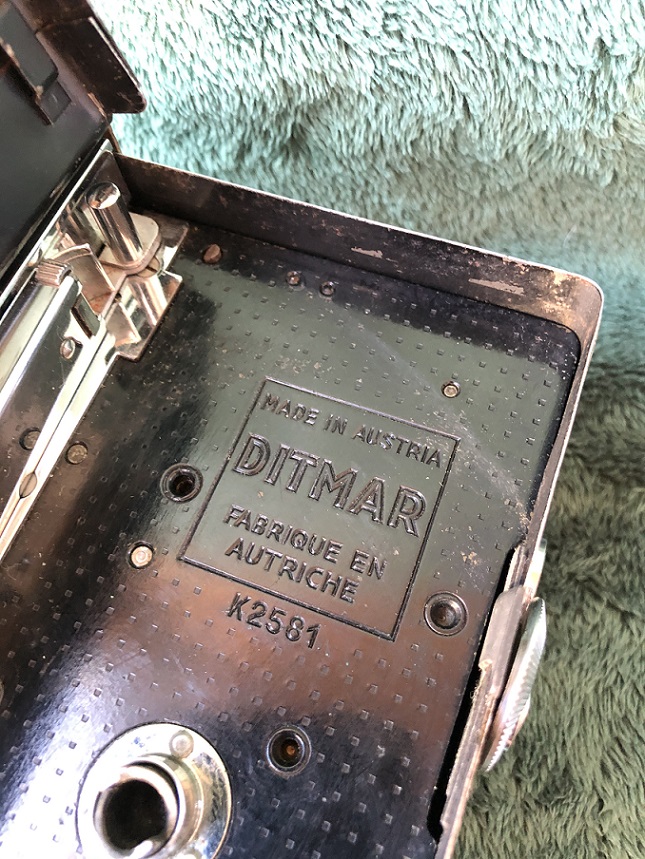 MADE IN AUSTRIA
DITMAR
FABRIQUE EN
AUTRICHE
K2581